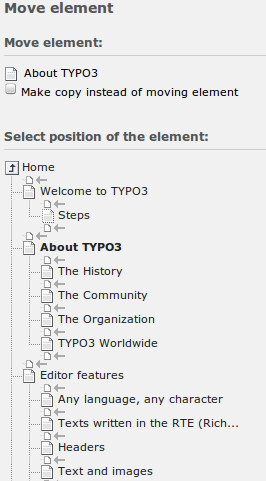 Move element
Move element:
About TYPO3
Make copy instead of moving element
Select position of the element:
Home
Welcome to TYPO3
Steps
About TYPO3
The History
The Community
The Organization
TYPO3 Worldwide
Editor features
Any language, any character
Texts written in the RTE (Rich...
Headers
Text and images